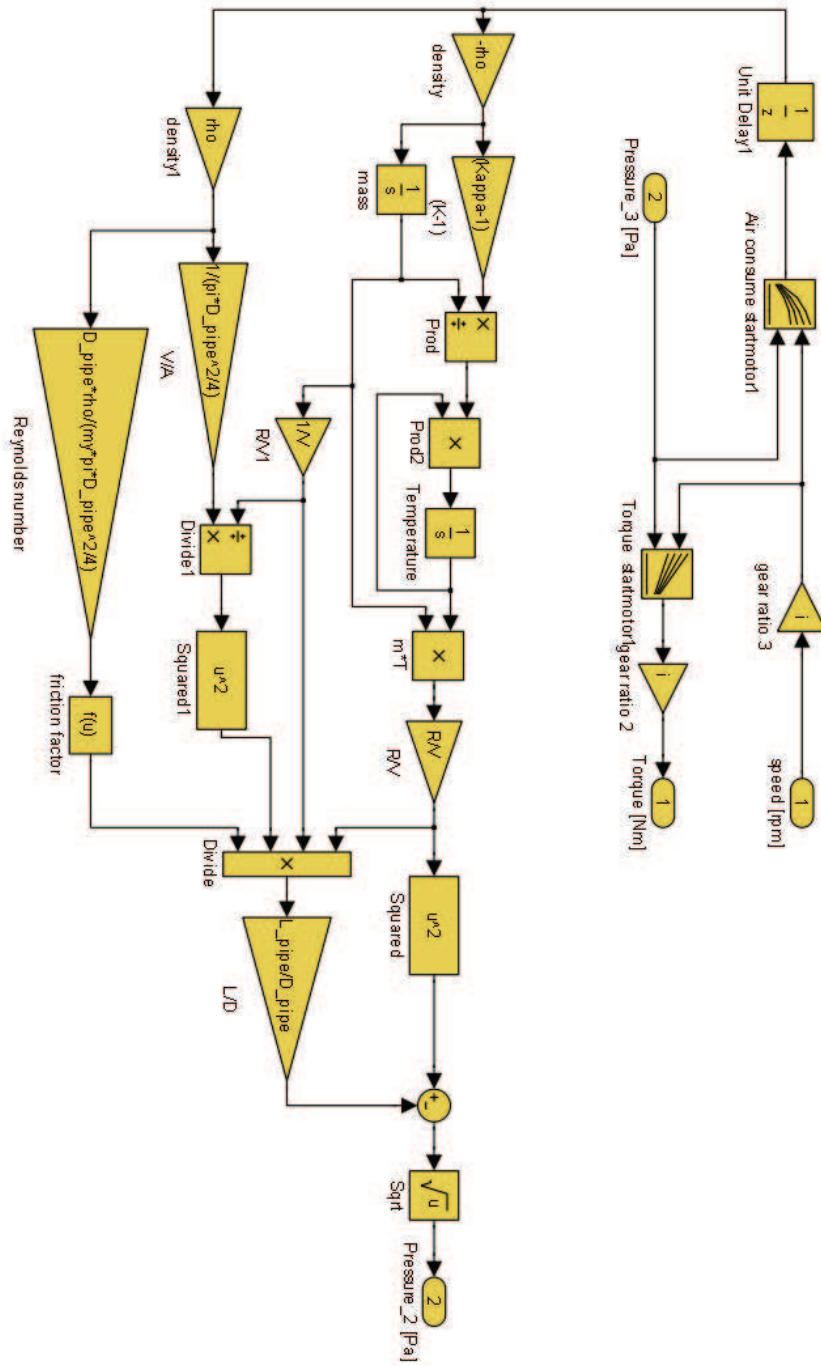 1
z
Unit Delay1
Air consume startmotor1
i
gear ratio 3
1
speed [rpm]
2
Pressure_3 [Pa]
Torque startmotor1
i
gear ratio 2
1
Torque [Nm]
-rho
density
(Kappa-1)
(K-1)
×
÷
Prod
×
Prod2
1
s
Temperature
×
m*T
R/V
R/V
u^2
Squared
+
-
√u
Sqrt
2
Pressure_2 [Pa]
1
s
mass
1/V
R/V1
×
Divide
L_pipe/D_pipe
L/D
rho
density1
1/(pi*D_pipe^2/4)
V/A
÷
×
Divide1
u^2
Squared1
D_pipe*rho/(my*pi*D_pipe^2/4)
Reynolds number
f(u)
friction factor